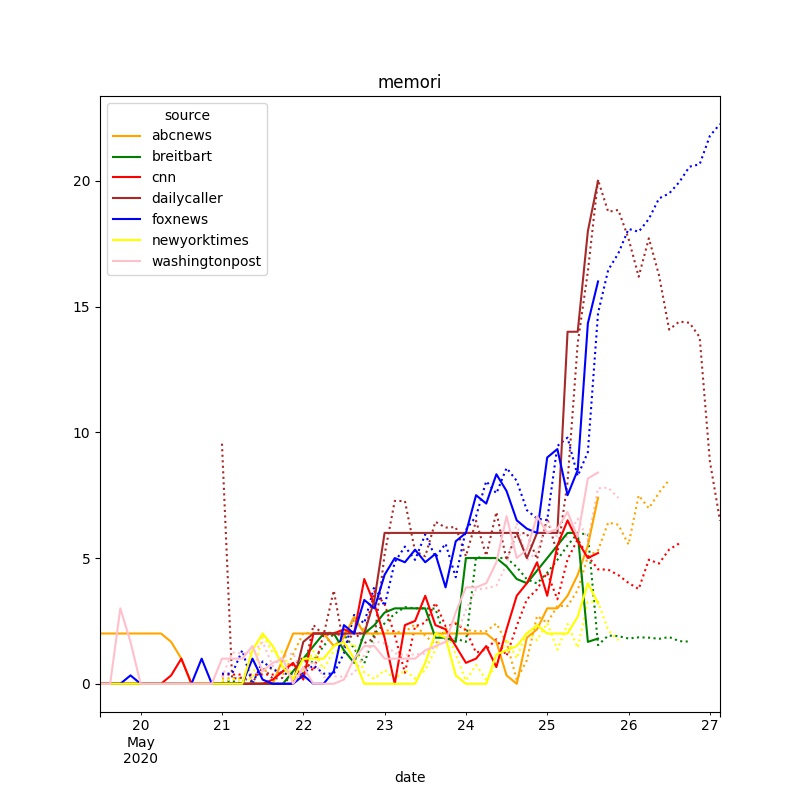 memori
source
abcnews
breitbart
cnn
dailycaller
foxnews
newyorktimes
washingtonpost
20
15
10
5
0
20 21 22 23 24 25 26 27
May
2020
date